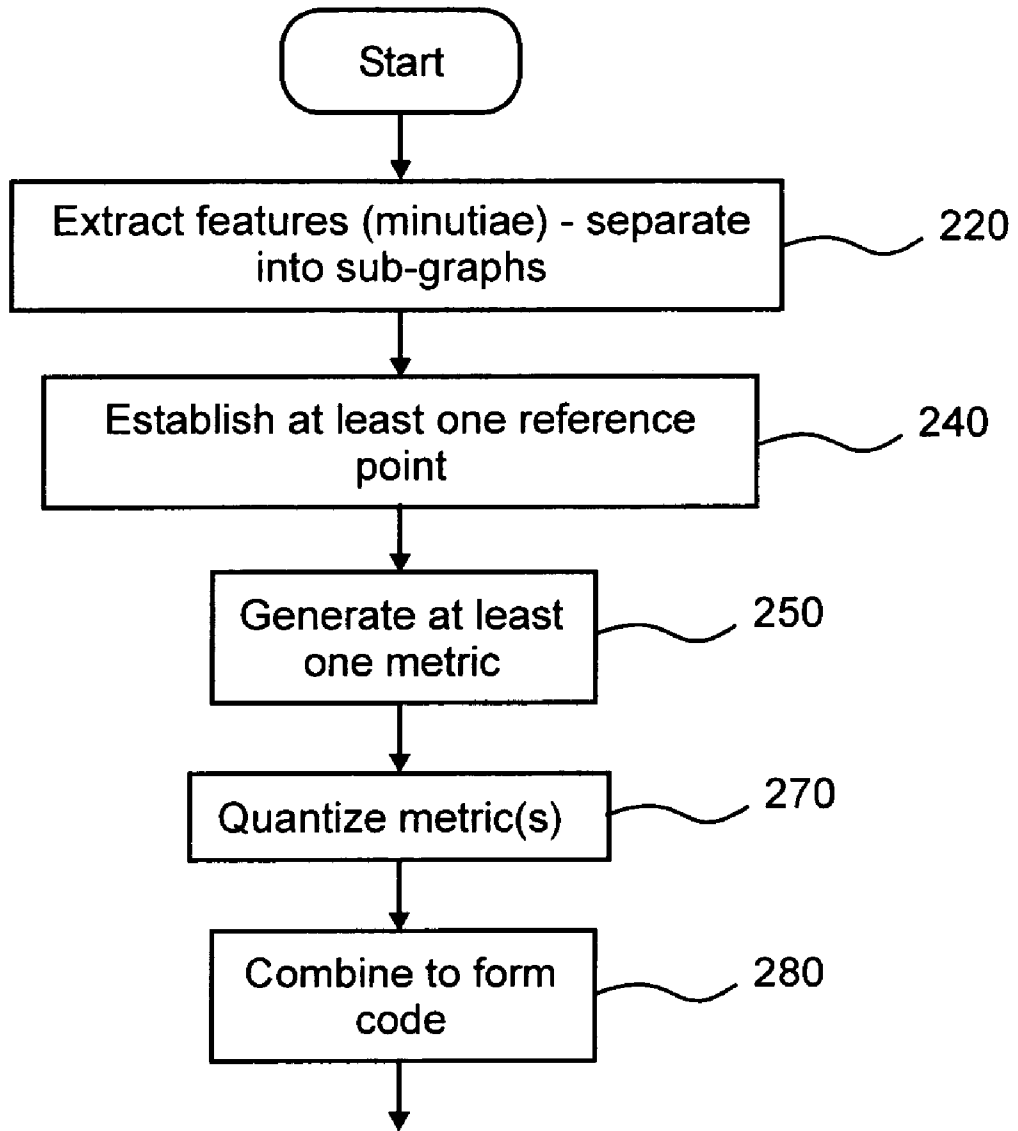 Start
Extract features (minutiae) - separate
into sub-graphs
220
Establish at least one reference
point
240
Generate at least
one metric
250
Quantize metric(s)
270
Combine to form
code
280